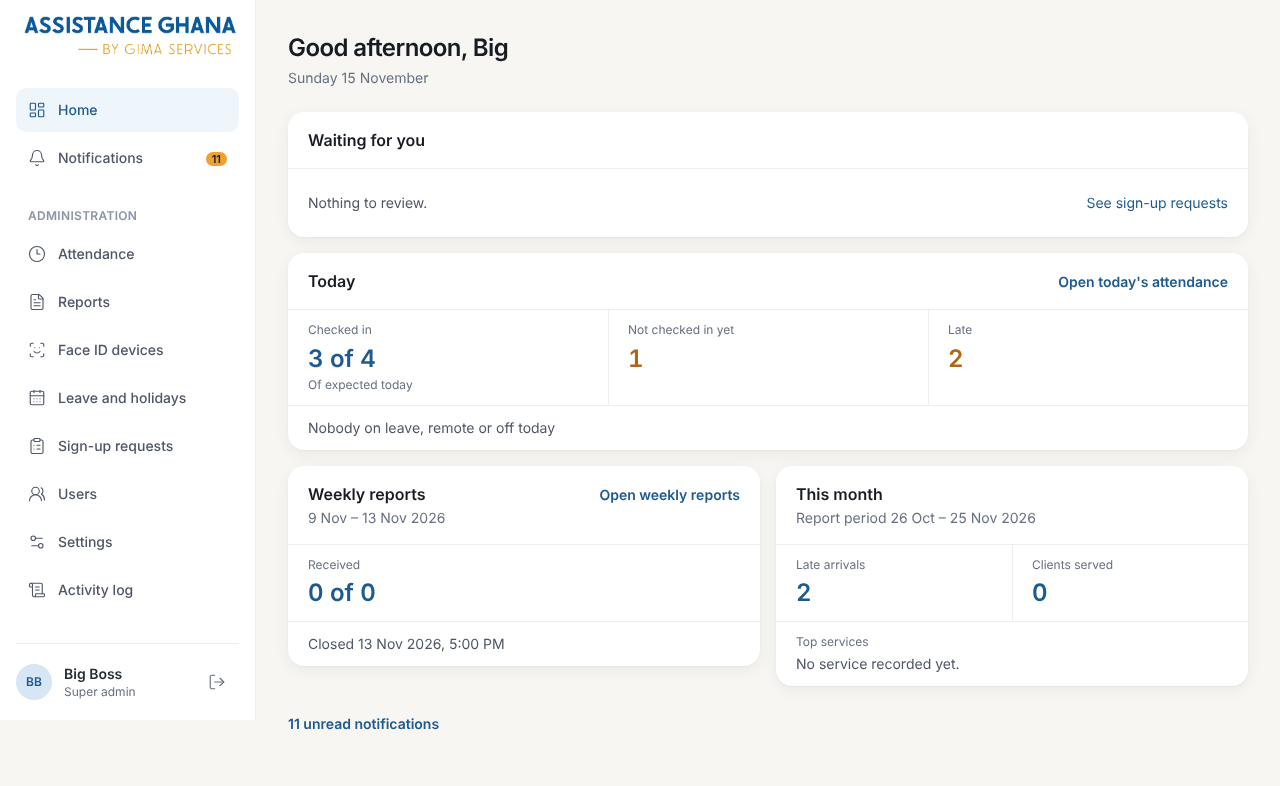 ASSISTANCE GHANA
BY GIMA SERVICES
Home
Notifications 11
ADMINISTRATION
Attendance
Reports
Face ID devices
Leave and holidays
Sign-up requests
Users
Settings
Activity log
BB
Big Boss
Super admin
Good afternoon, Big
Sunday 15 November
Waiting for you
Nothing to review. See sign-up requests
Today Open today's attendance
Checked in Not checked in yet Late
3 of 4 1 2
Of expected today
Nobody on leave, remote or off today
Weekly reports Open weekly reports
9 Nov – 13 Nov 2026
Received
0 of 0
Closed 13 Nov 2026, 5:00 PM
This month
Report period 26 Oct – 25 Nov 2026
Late arrivals Clients served
2 0
Top services
No service recorded yet.
11 unread notifications